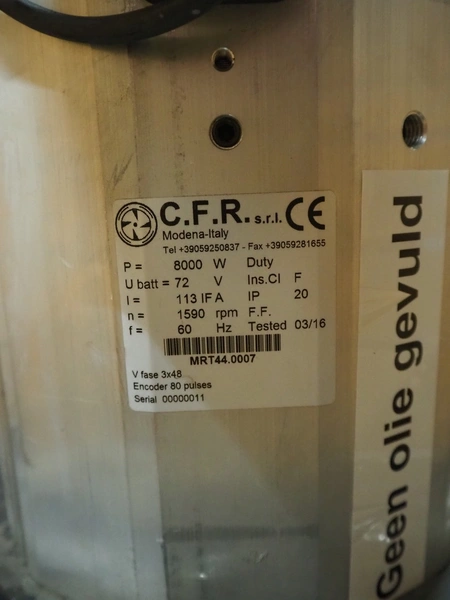 C.F.R. s.r.l. CE
Modena-Italy
Tel +39059250837 - Fax +39059281655
P = 8000 W Duty
U batt = 72 V Ins.Cl F
I = 113 IF A IP 20
n = 1590 rpm F.F.
f = 60 Hz Tested 03/16
MRT44.0007
V fase 3x48
Encoder 80 pulses
Serial 00000011
Geen olie gevuld